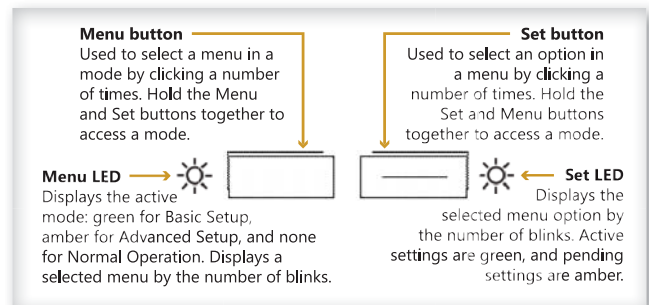 Menu button
Used to select a menu in a
mode by clicking a number
of times. Hold the Menu
and Set buttons together to
access a mode.
Set button
Used to select an option in
a menu by clicking a
number of times. Hold the
Set and Menu buttons
together to access a mode.
Menu LED
Displays the active
mode: green for Basic Setup,
amber for Advanced Setup, and none
for Normal Operation. Displays a
selected menu by the number of blinks.
Set LED
Displays the
selected menu option by
the number of blinks. Active
settings are green, and pending
settings are amber.